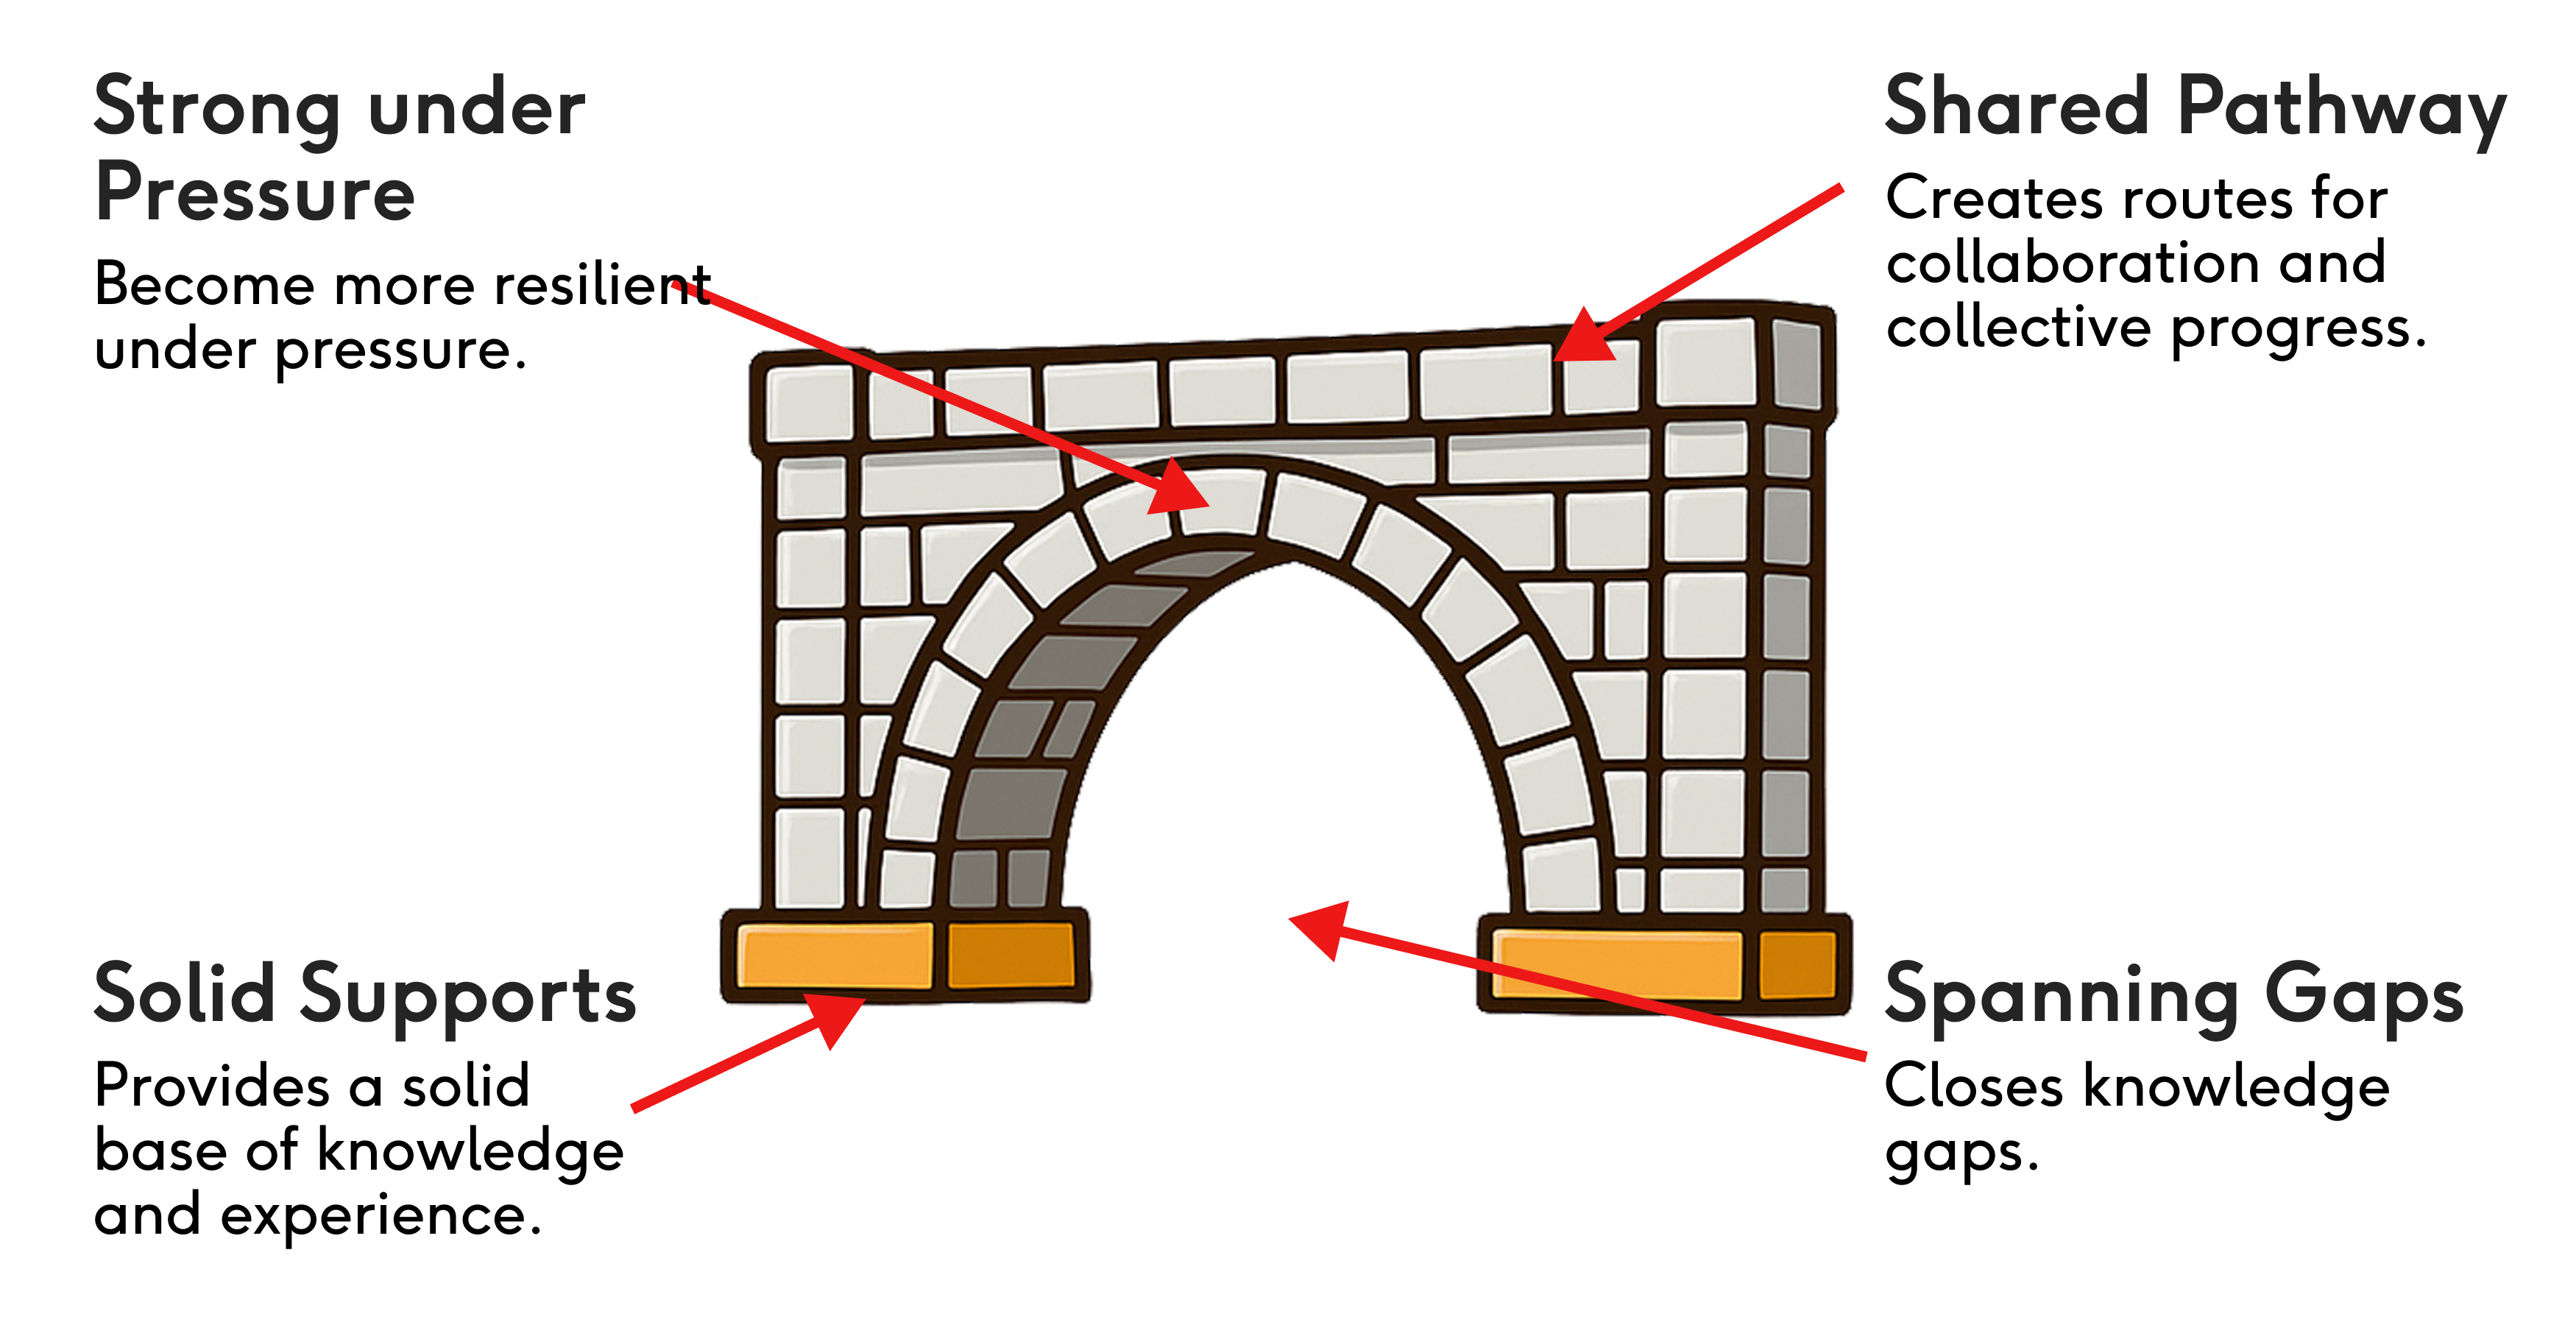 Strong under
Pressure
Become more resilient
under pressure.
Shared Pathway
Creates routes for
collaboration and
collective progress.
Solid Supports
Provides a solid
base of knowledge
and experience.
Spanning Gaps
Closes knowledge
gaps.